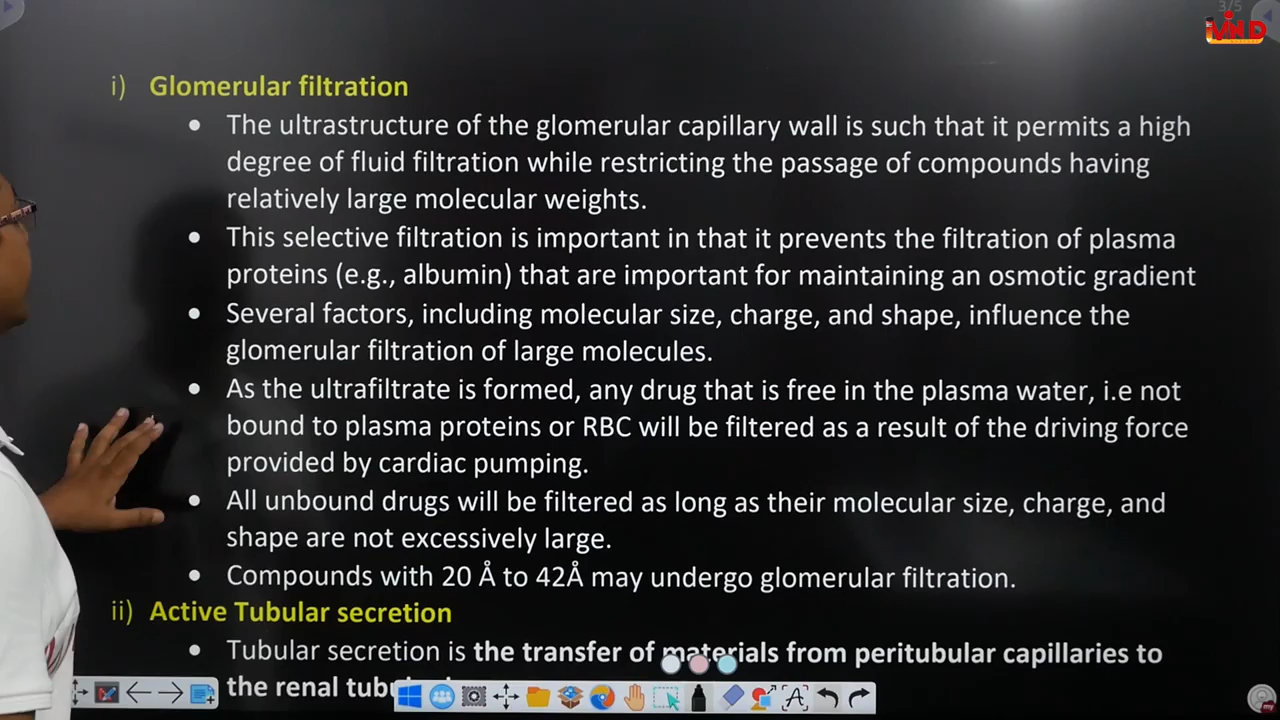 3/5
iVIND
i) Glomerular filtration
• The ultrastructure of the glomerular capillary wall is such that it permits a high
degree of fluid filtration while restricting the passage of compounds having
relatively large molecular weights.
• This selective filtration is important in that it prevents the filtration of plasma
proteins (e.g., albumin) that are important for maintaining an osmotic gradient
• Several factors, including molecular size, charge, and shape, influence the
glomerular filtration of large molecules.
• As the ultrafiltrate is formed, any drug that is free in the plasma water, i.e not
bound to plasma proteins or RBC will be filtered as a result of the driving force
provided by cardiac pumping.
• All unbound drugs will be filtered as long as their molecular size, charge, and
shape are not excessively large.
• Compounds with 20 Å to 42Å may undergo glomerular filtration.
ii) Active Tubular secretion
• Tubular secretion is the transfer of materials from peritubular capillaries to
the renal
my